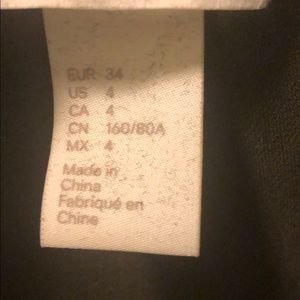 EUR 34
US 4
CA 4
CN 160/80A
MX 4
Made in
China
Fabriqué en
Chine